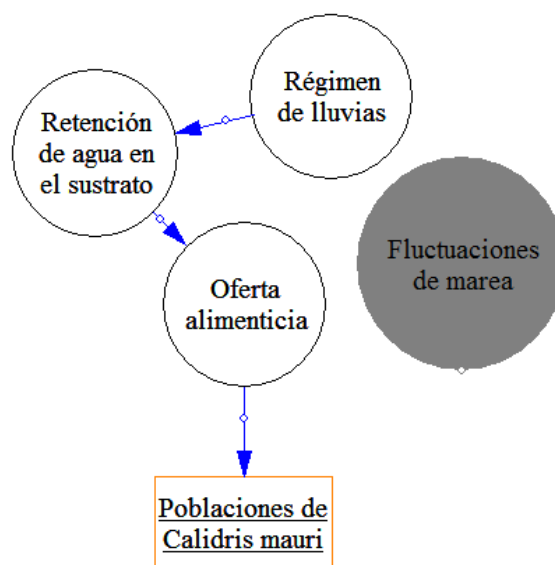 Régimen
de lluvias
Retención
de agua en
el sustrato
Fluctuaciones
de marea
Oferta
alimenticia
Poblaciones de
Calidris mauri